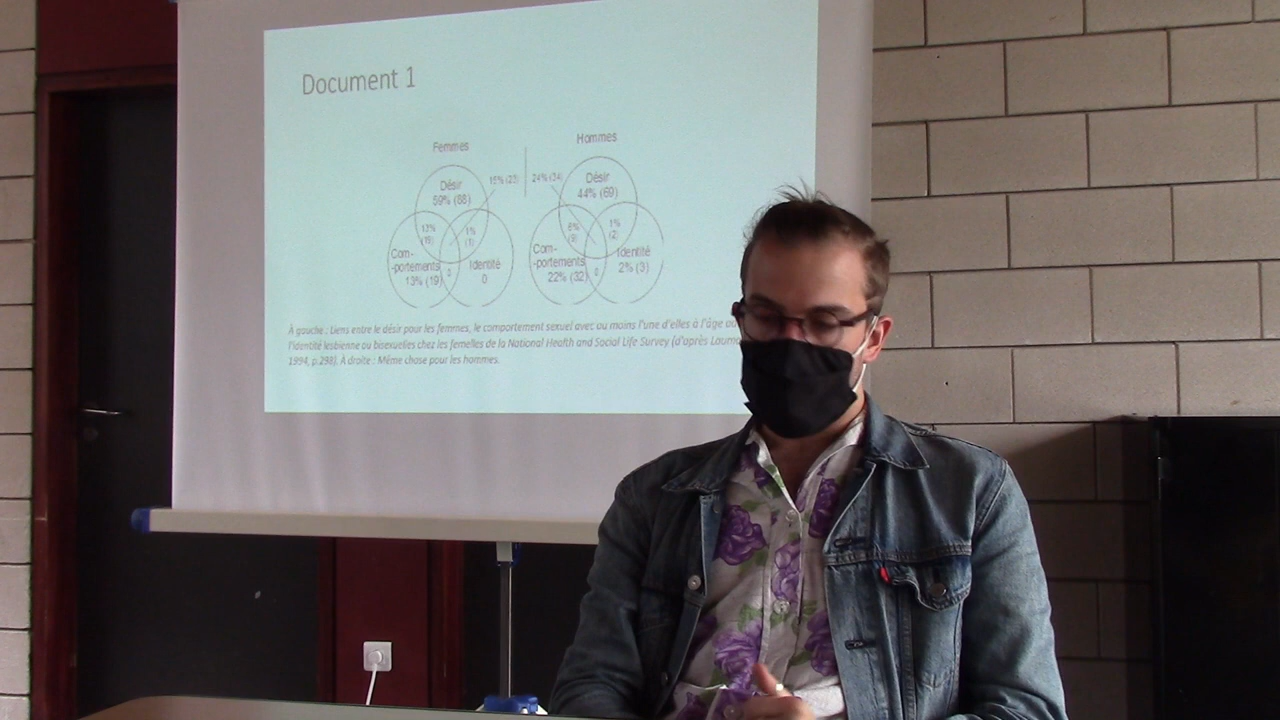 Document 1
Femmes
Hommes
Désir
59% (88)
15% (23)
24% (34)
Désir
44% (69)
13%
(19)
1%
(1)
6%
(9)
1%
(2)
Com-
-portements
13% (19)
0
Identité
0
Com-
-portements
22% (32)
0
Identité
2% (3)
À gauche : Liens entre le désir pour les femmes, le comportement sexuel avec au moins l'une d'elles à l'âge
l'identité lesbienne ou bisexuelles chez les femelles de la National Health and Social Life Survey (d'après
1994, p.298). À droite : Même chose pour les hommes.